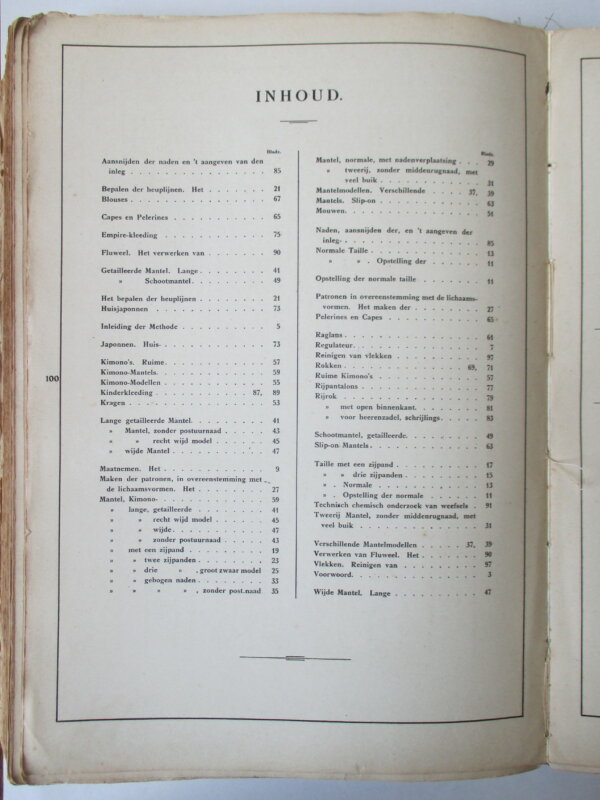 INHOUD.
Bladz.
Aansnijden der naden en 't aangeven van den
inleg . . . . . . . . . . 85
Bepalen der heuplijnen. Het . . . . . . . 21
Blouses . . . . . . . . . . 67
Capes en Pelerines . . . . . . . . . . 65
Empire-kleeding . . . . . . . . . . 75
Fluweel. Het verwerken van . . . . . . . 90
Getailleerde Mantel. Lange . . . . . . . 41
" Schootmantel . . . . . . . 49
Het bepalen der heuplijnen . . . . . . . 21
Huisjaponnen . . . . . . . . . . 73
Inleiding der Methode . . . . . . . . . 5
Japonnen. Huis- . . . . . . . . . . 73
Kimono's. Ruime . . . . . . . . . . 57
Kimono-Mantels . . . . . . . . . . 59
Kimono-Modellen . . . . . . . . . . 55
Kinderkleeding . . . . . . . . . 87, 89
Kragen . . . . . . . . . . 53
Lange getailleerde Mantel . . . . . . . 41
" Mantel, zonder postuurnaad . . . . . 43
" " recht wijd model . . . . . 45
" wijde Mantel . . . . . . . . . 47
Maatnemen. Het . . . . . . . . . . 9
Maken der patronen, in overeenstemming met
de lichaamsvormen. Het . . . . . . . 27
Mantel, Kimono- . . . . . . . . . . 59
" lange, getailleerde . . . . . . . 41
" " recht wijd model . . . . . 45
" " wijde . . . . . . . . . 47
" " zonder postuurnaad . . . . . 43
" met een zijpand . . . . . . . . 19
" " twee zijpanden . . . . . . . 23
" " drie " , groot zwaar model 25
" " gebogen naden . . . . . . . 33
" " " " , zonder post.naad 35
100
Bladz.
Mantel, normale, met nadenverplaatsing . . . 29
" tweerij, zonder middenrugnaad, met
veel buik . . . . . . . . . . 31
Mantelmodellen. Verschillende . . . . . 37, 39
Mantels. Slip-on . . . . . . . . . . 63
Mouwen . . . . . . . . . . 51
Naden, aansnijden der, en 't aangeven der
inleg . . . . . . . . . . 85
Normale Taille . . . . . . . . . . 13
" " . Opstelling der . . . . . 11
Opstelling der normale taille . . . . . . 11
Patronen in overeenstemming met de lichaams-
vormen. Het maken der . . . . . . . 27
Pelerines en Capes . . . . . . . . . . 65
Raglans . . . . . . . . . . 61
Regulateur . . . . . . . . . . 7
Reinigen van vlekken . . . . . . . . . 97
Rokken . . . . . . . . . . 69, 71
Ruime Kimono's . . . . . . . . . . 57
Rijpantalons . . . . . . . . . . 77
Rijrok . . . . . . . . . . 79
" met open binnenkant . . . . . . . 81
" voor heerenzadel, schrijlings . . . . . 83
Schootmantel, getailleerde . . . . . . . 49
Slip-on Mantels . . . . . . . . . . 63
Taille met een zijpand . . . . . . . . . 17
" " drie zijpanden . . . . . . . . 15
" . Normale . . . . . . . . . . 13
" . Opstelling der normale . . . . . . 11
Technisch chemisch onderzoek van weefsels . 91
Tweerij Mantel, zonder middenrugnaad, met
veel buik . . . . . . . . . . 31
Verschillende Mantelmodellen . . . . . 37, 39
Verwerken van Fluweel. Het . . . . . . . 90
Vlekken. Reinigen van . . . . . . . . . 97
Voorwoord . . . . . . . . . . 3
Wijde Mantel. Lange . . . . . . . . . 47